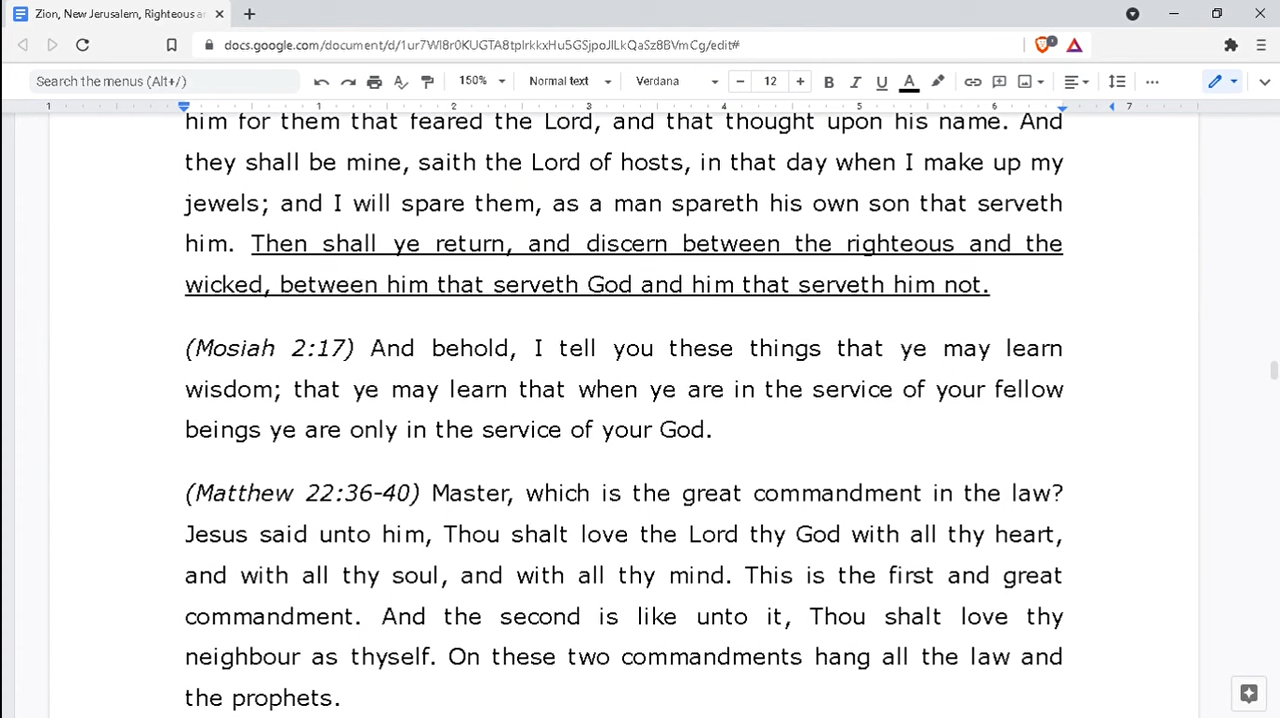 Zion, New Jerusalem, Righteous
docs.google.com/document/d/1ur7Wl8r0KUGTA8tplrkkxHu5GSjpoJlLkQaSz8BVmCg/edit#
Search the menus (Alt+/)
150%
Normal text
Verdana
12
B I U A
1 1 2 3 4 5 6 7
him for them that feared the Lord, and that thought upon his name. And
they shall be mine, saith the Lord of hosts, in that day when I make up my
jewels; and I will spare them, as a man spareth his own son that serveth
him. Then shall ye return, and discern between the righteous and the
wicked, between him that serveth God and him that serveth him not.
(Mosiah 2:17) And behold, I tell you these things that ye may learn
wisdom; that ye may learn that when ye are in the service of your fellow
beings ye are only in the service of your God.
(Matthew 22:36-40) Master, which is the great commandment in the law?
Jesus said unto him, Thou shalt love the Lord thy God with all thy heart,
and with all thy soul, and with all thy mind. This is the first and great
commandment. And the second is like unto it, Thou shalt love thy
neighbour as thyself. On these two commandments hang all the law and
the prophets.